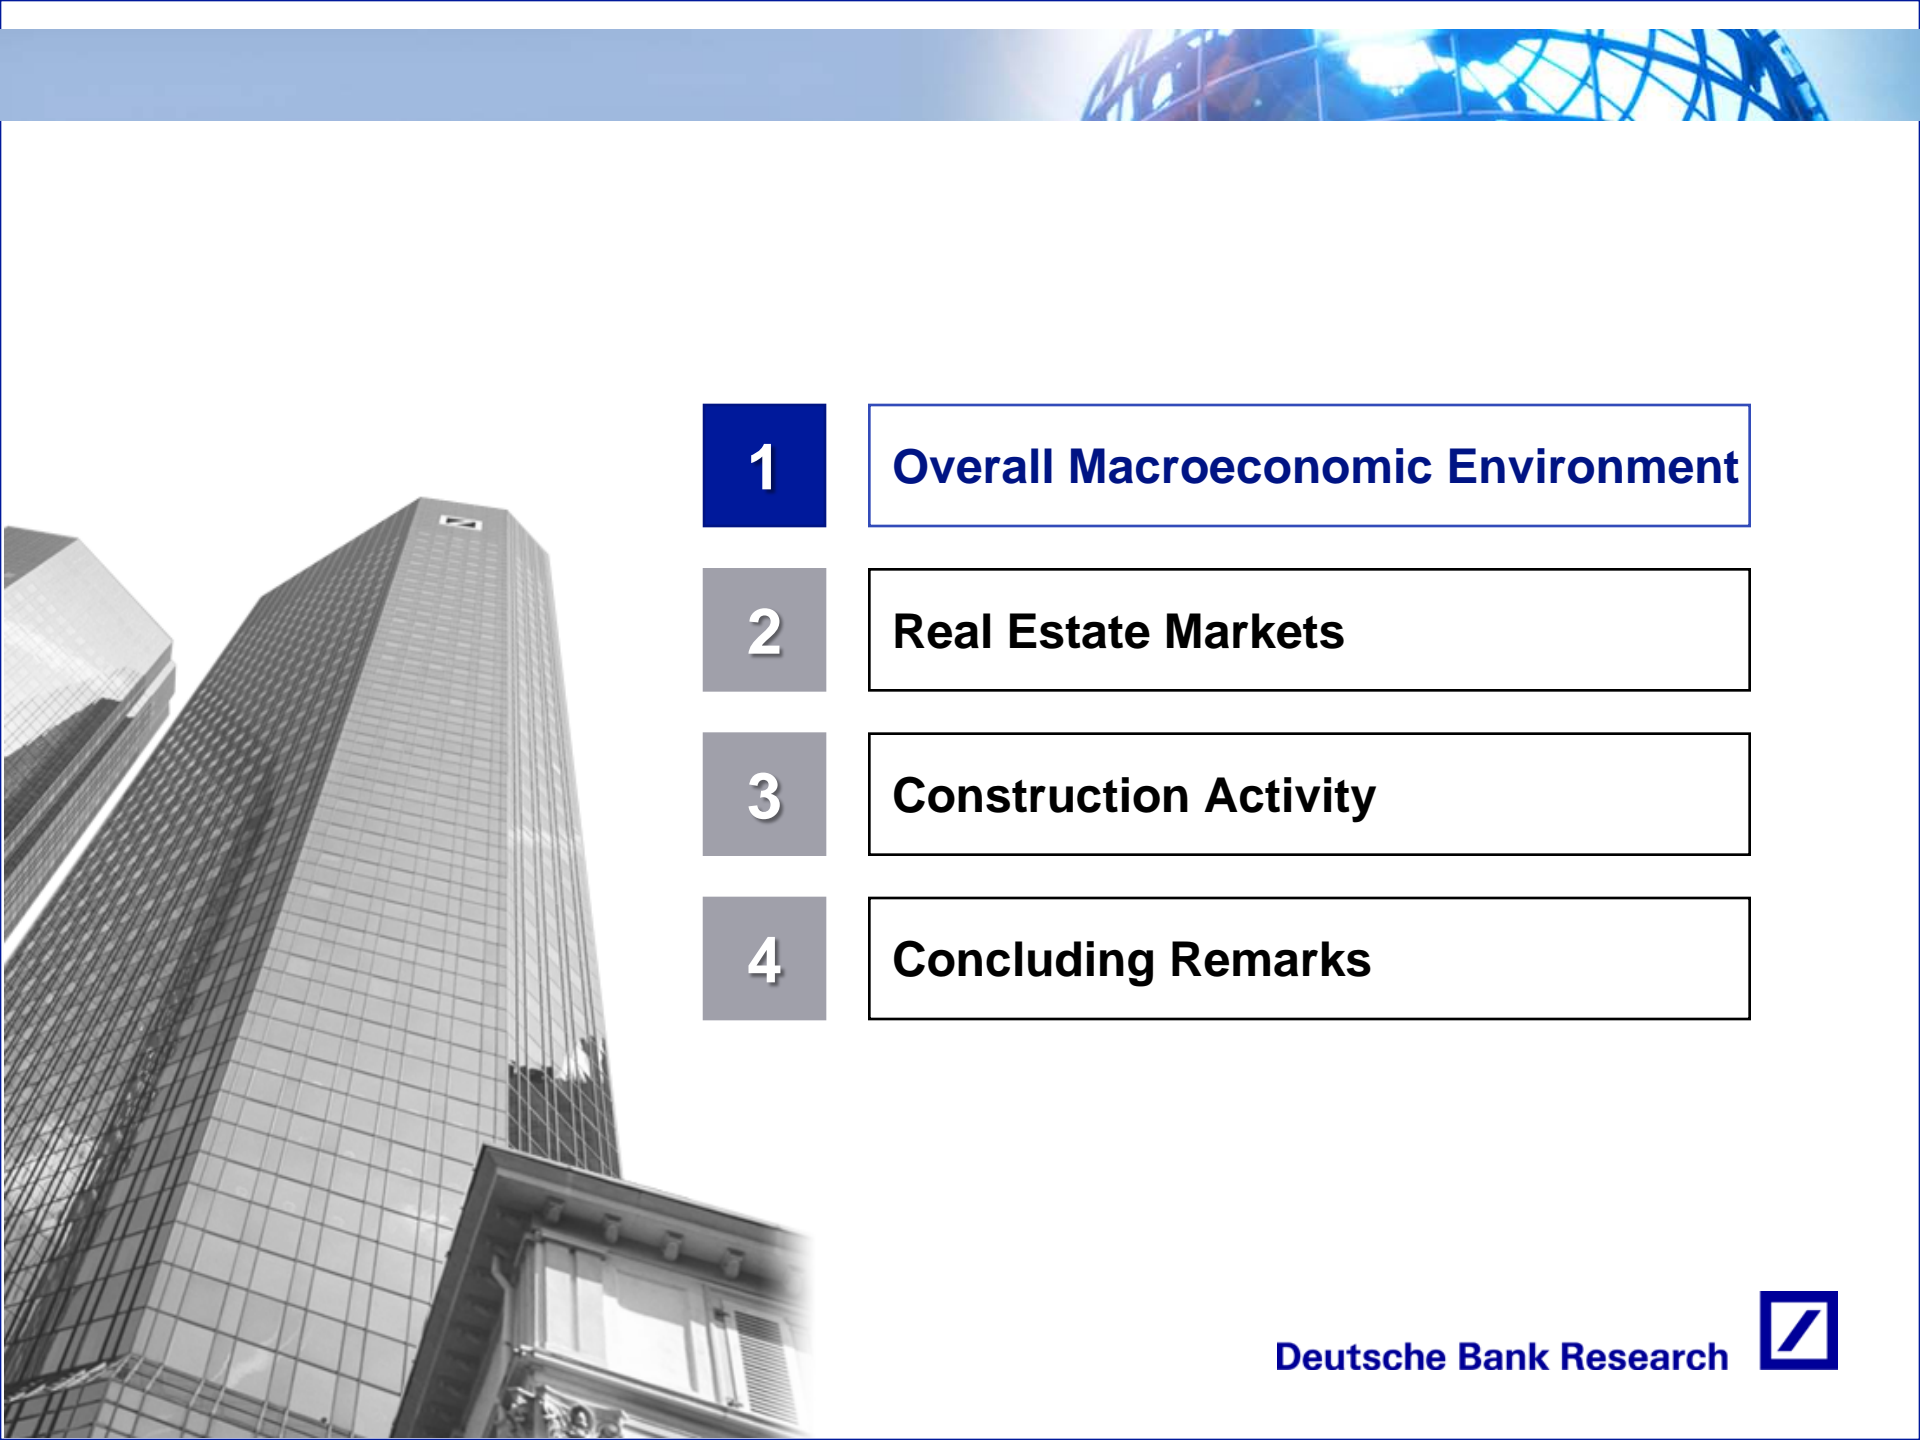 1 Overall Macroeconomic Environment
2 Real Estate Markets
3 Construction Activity
4 Concluding Remarks
Deutsche Bank Research